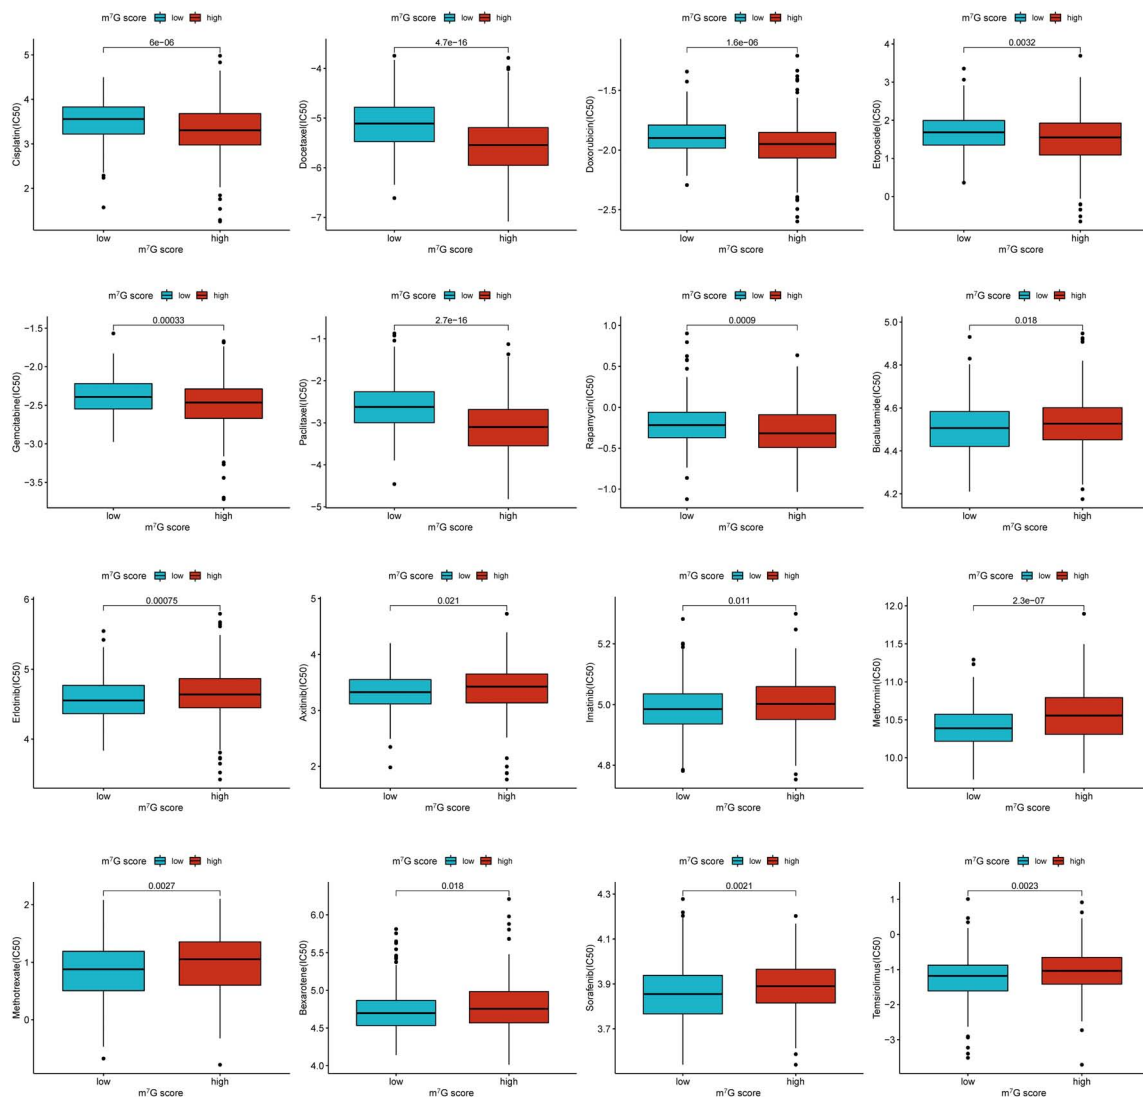 m⁷G score low high
6e−06
Cisplatin(IC50)
5
4
3
2
low high
m⁷G score
m⁷G score low high
4.7e−16
Docetaxel(IC50)
−4
−5
−6
−7
low high
m⁷G score
m⁷G score low high
1.6e−06
Doxorubicin(IC50)
−1.5
−2.0
−2.5
low high
m⁷G score
m⁷G score low high
0.0032
Etoposide(IC50)
4
3
2
1
0
low high
m⁷G score
m⁷G score low high
0.00033
Gemcitabine(IC50)
−1.5
−2.0
−2.5
−3.0
−3.5
low high
m⁷G score
m⁷G score low high
2.7e−16
Paclitaxel(IC50)
−1
−2
−3
−4
−5
low high
m⁷G score
m⁷G score low high
0.0009
Rapamycin(IC50)
1.0
0.5
0.0
−0.5
−1.0
low high
m⁷G score
m⁷G score low high
0.018
Bicalutamide(IC50)
5.0
4.8
4.6
4.4
4.2
low high
m⁷G score
m⁷G score low high
0.00075
Erlotinib(IC50)
6
5
4
low high
m⁷G score
m⁷G score low high
0.021
Axitinib(IC50)
5
4
3
2
low high
m⁷G score
m⁷G score low high
0.011
Imatinib(IC50)
5.2
5.0
4.8
low high
m⁷G score
m⁷G score low high
2.3e−07
Metformin(IC50)
12.0
11.5
11.0
10.5
10.0
low high
m⁷G score
m⁷G score low high
0.0027
Methotrexate(IC50)
2
1
0
low high
m⁷G score
m⁷G score low high
0.018
Bexarotene(IC50)
6.0
5.5
5.0
4.5
4.0
low high
m⁷G score
m⁷G score low high
0.0021
Sorafenib(IC50)
4.3
4.1
3.9
3.7
low high
m⁷G score
m⁷G score low high
0.0023
Temsirolimus(IC50)
1
0
−1
−2
−3
low high
m⁷G score